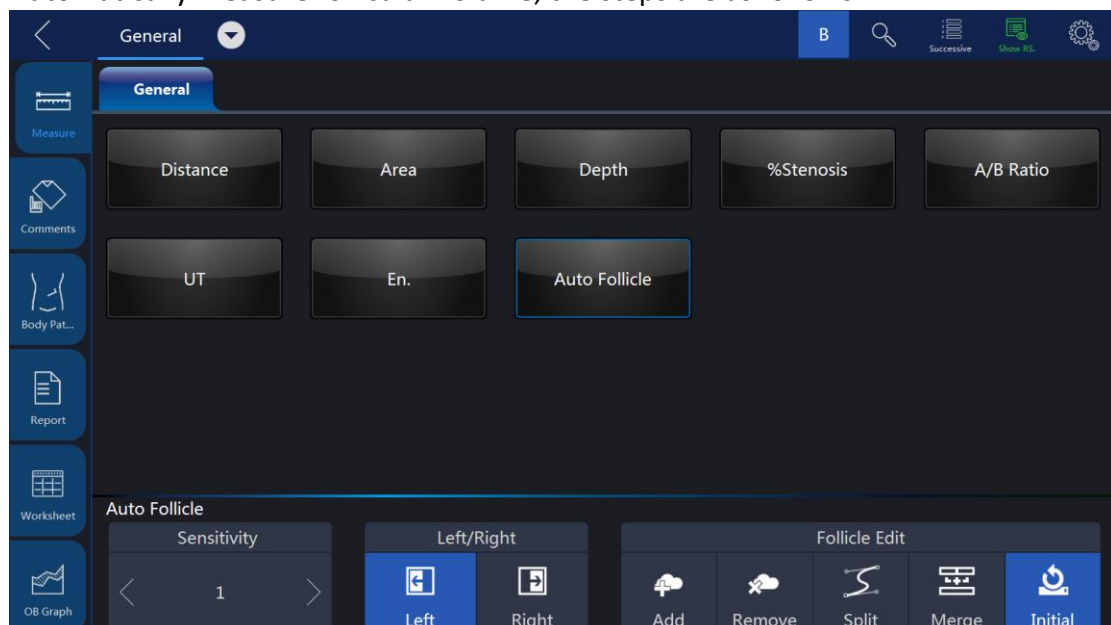 General
B
Successive
Show RS.
General
Measure
Distance
Area
Depth
%Stenosis
A/B Ratio
Comments
UT
En.
Auto Follicle
Body Pat...
Report
Worksheet
Auto Follicle
Sensitivity
Left/Right
Follicle Edit
1
OB Graph
Left
Right
Add
Remove
Split
Merge
Initial